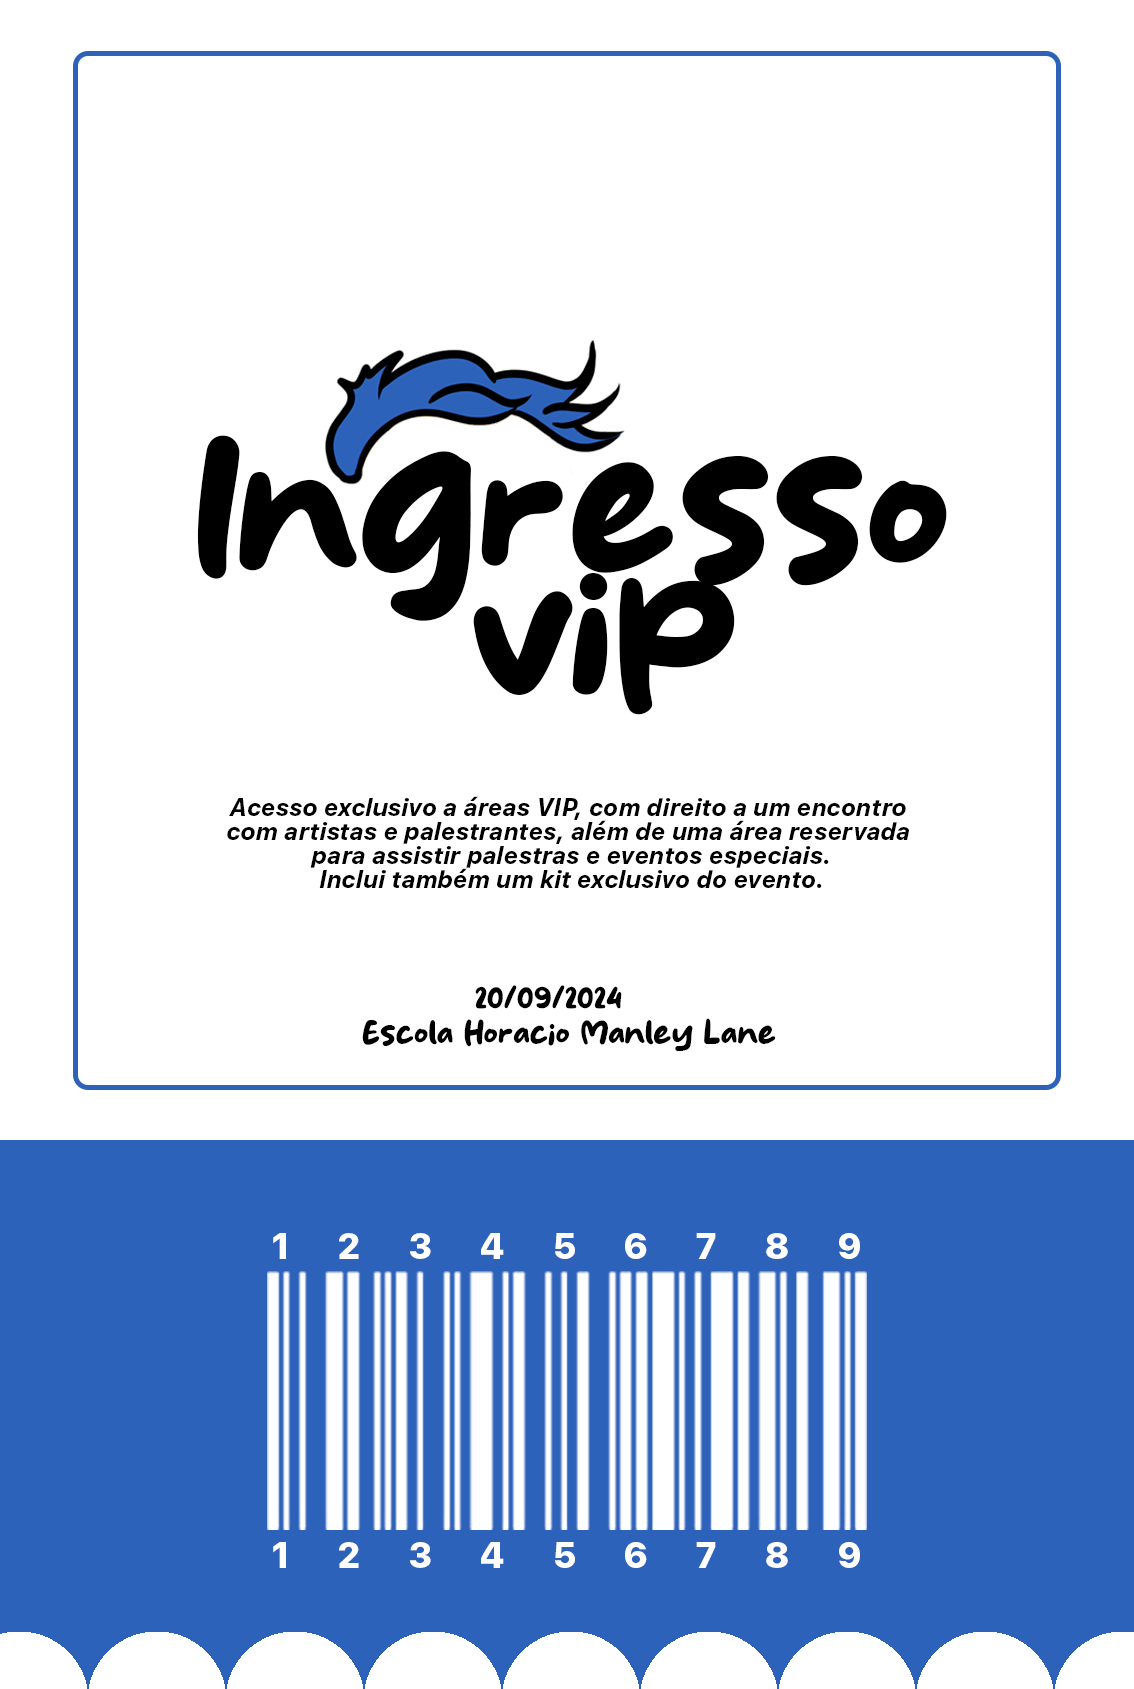 Ingresso
vip
Acesso exclusivo a áreas VIP, com direito a um encontro
com artistas e palestrantes, além de uma área reservada
para assistir palestras e eventos especiais.
Inclui também um kit exclusivo do evento.
20/09/2024
Escola Horacio Manley Lane
1 2 3 4 5 6 7 8 9
1 2 3 4 5 6 7 8 9